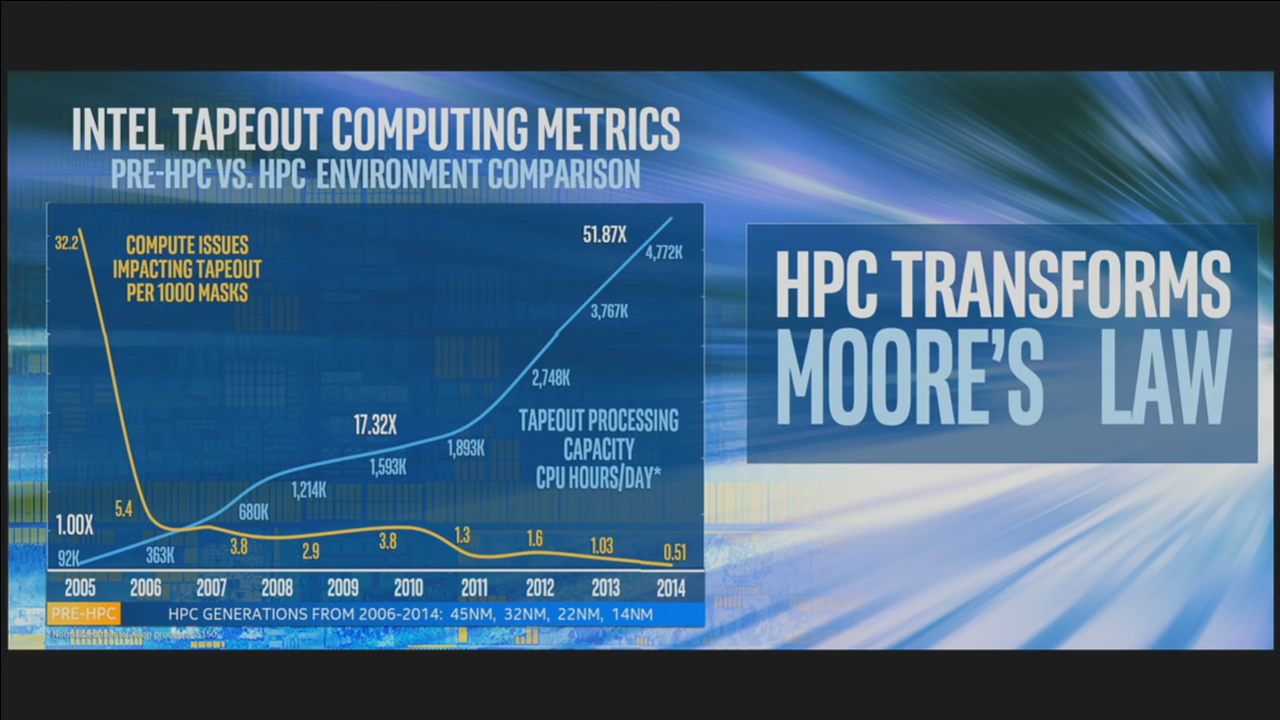 INTEL TAPEOUT COMPUTING METRICS
PRE-HPC VS. HPC ENVIRONMENT COMPARISON
32.2
COMPUTE ISSUES
IMPACTING TAPEOUT
PER 1000 MASKS
51.87X
4,772K
3,767K
2,748K
17.32X
TAPEOUT PROCESSING
CAPACITY
CPU HOURS/DAY*
1,893K
1,593K
1,214K
680K
5.4
1.00X
363K
92K
3.8
2.9
3.8
1.3
1.6
1.03
0.51
2005 2006 2007 2008 2009 2010 2011 2012 2013 2014
PRE-HPC
HPC GENERATIONS FROM 2006-2014: 45NM, 32NM, 22NM, 14NM
HPC TRANSFORMS
MOORE'S LAW